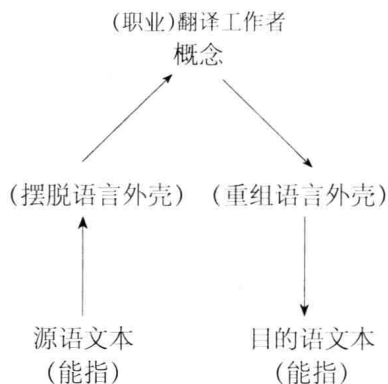 (职业)翻译工作者
概念
(摆脱语言外壳) (重组语言外壳)
源语文本 目的语文本
(能指) (能指)